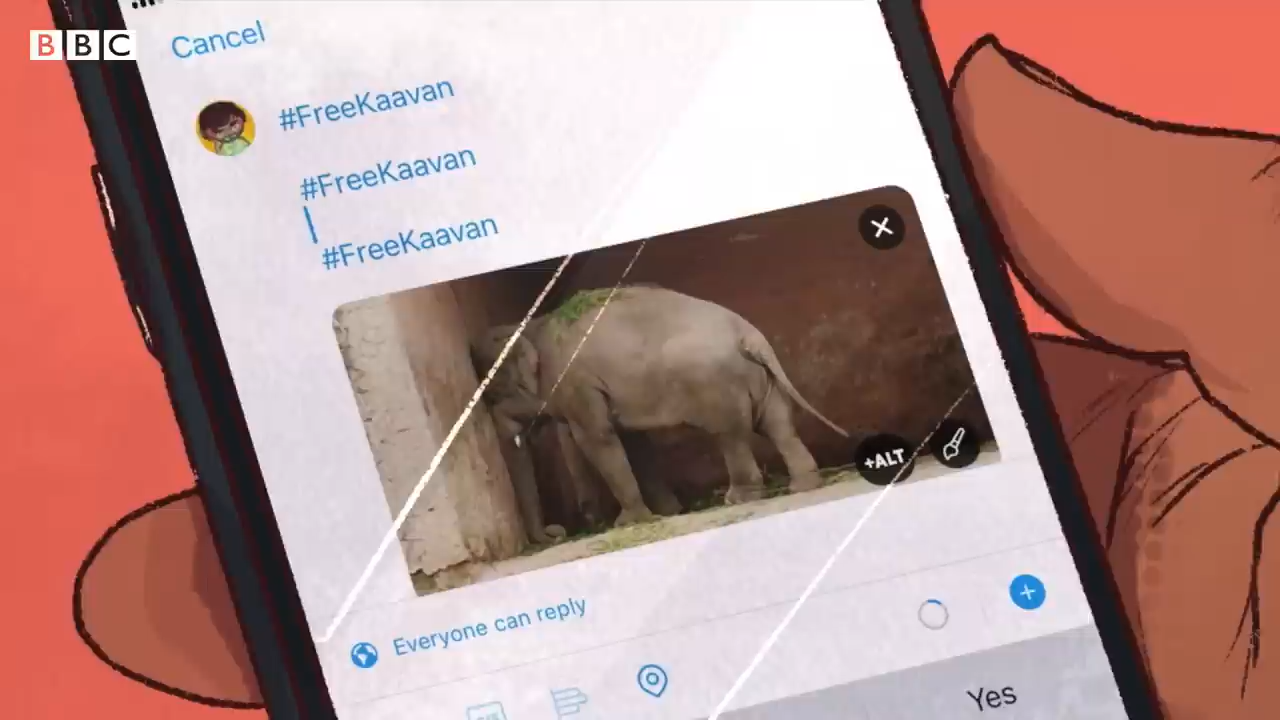 BBC
Cancel
#FreeKaavan
#FreeKaavan
#FreeKaavan
+ALT
Everyone can reply
Yes